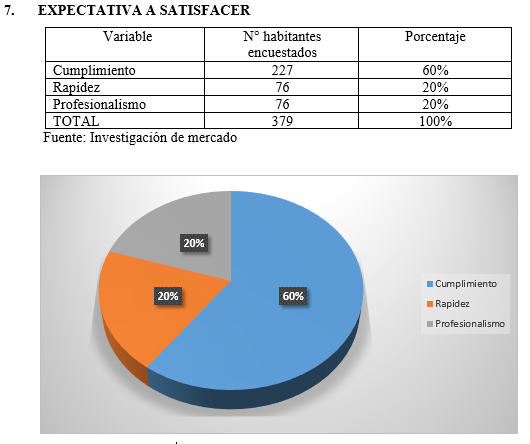 7. EXPECTATIVA A SATISFACER
Variable N° habitantes encuestados Porcentaje
Cumplimiento 227 60%
Rapidez 76 20%
Profesionalismo 76 20%
TOTAL 379 100%
Fuente: Investigación de mercado
20%
20%
60%
Cumplimiento
Rapidez
Profesionalismo